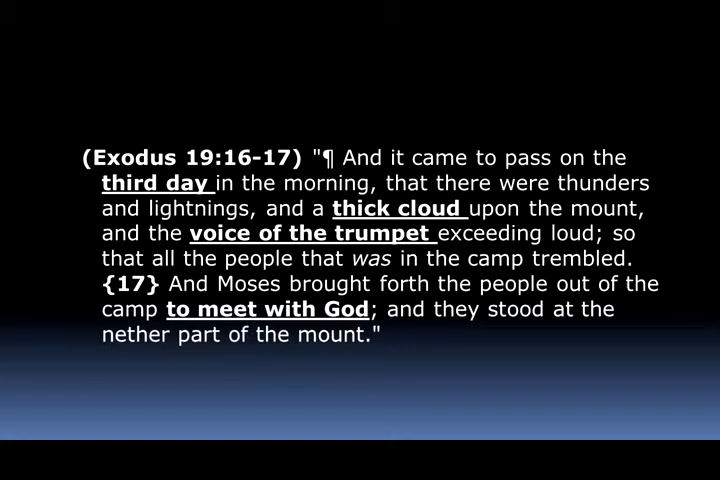 (Exodus 19:16-17) "¶ And it came to pass on the
third day in the morning, that there were thunders
and lightnings, and a thick cloud upon the mount,
and the voice of the trumpet exceeding loud; so
that all the people that was in the camp trembled.
{17} And Moses brought forth the people out of the
camp to meet with God; and they stood at the
nether part of the mount."